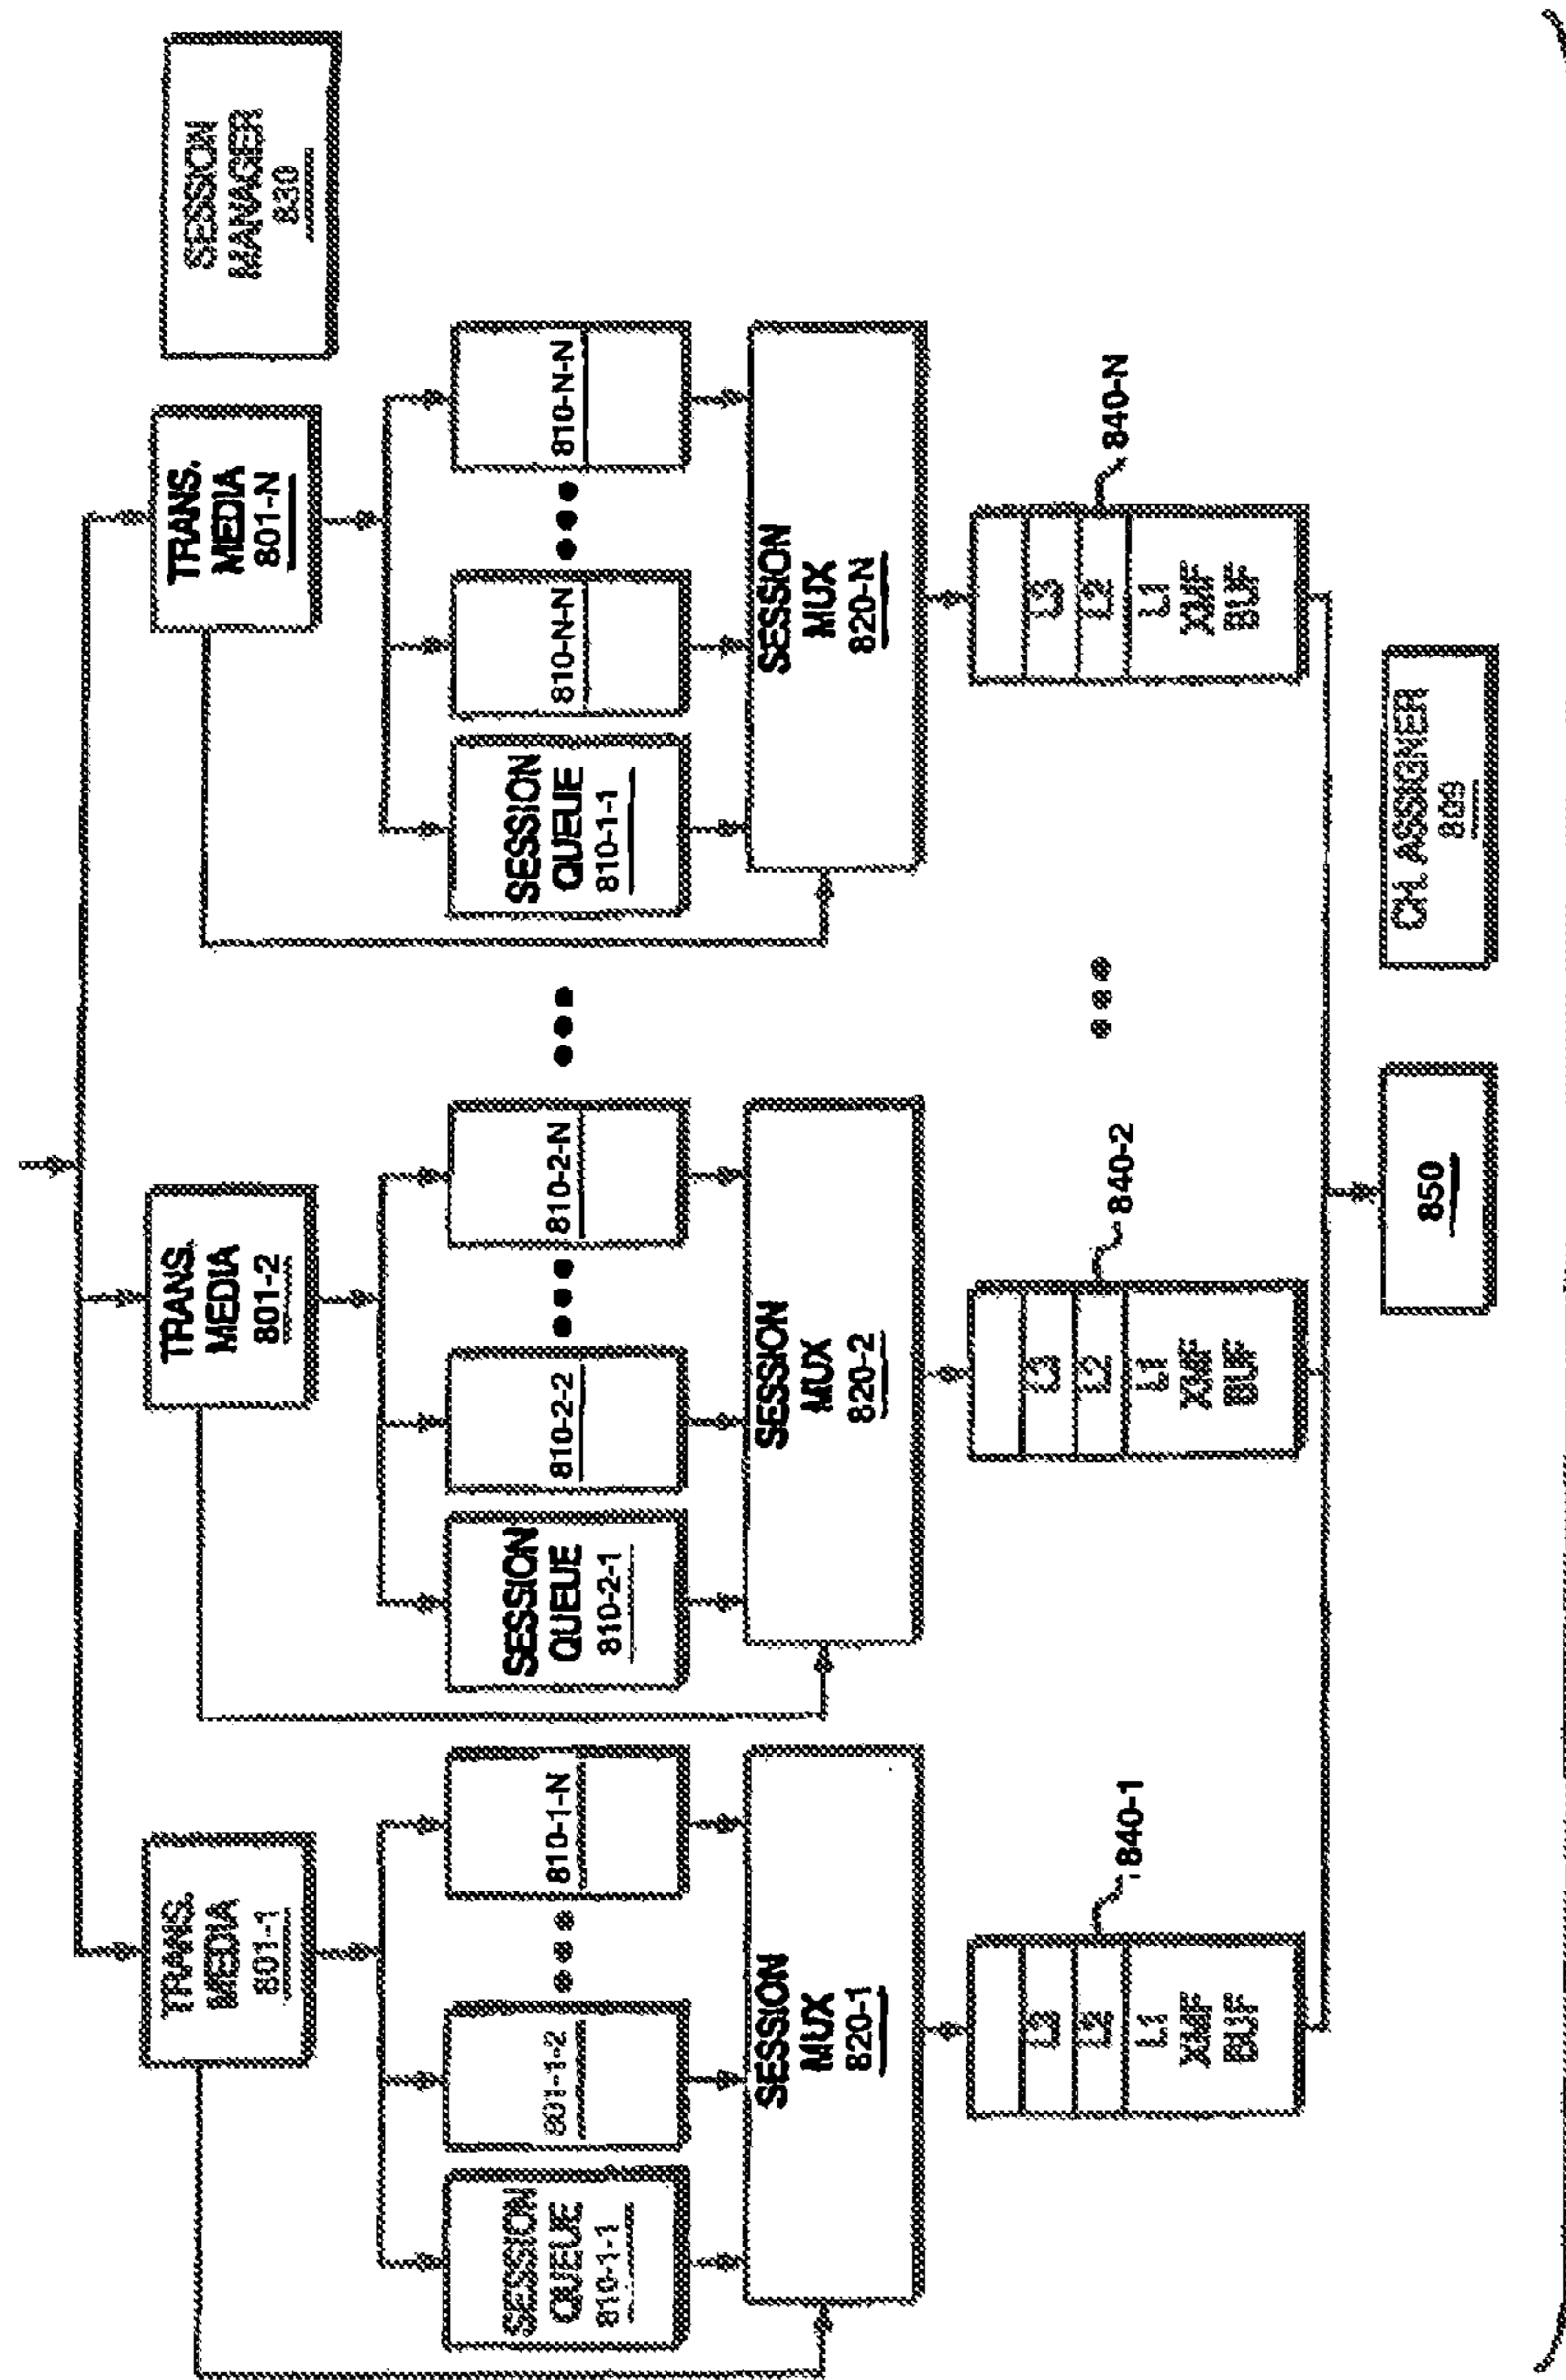 SESSION
MANAGER
830
TRANS.
MEDIA
801-1
TRANS.
MEDIA
801-2
TRANS.
MEDIA
801-N
SESSION
QUEUE
810-1-1
801-1-2
810-1-N
SESSION
QUEUE
810-2-1
810-2-2
810-2-N
SESSION
QUEUE
810-1-1
810-N-N
810-N-N
SESSION
MUX
820-1
SESSION
MUX
820-2
SESSION
MUX
820-N
840-1
L3
L2
L1
XMF
BUF
840-2
L3
L2
L1
XMF
BUF
840-N
L3
L2
L1
XMF
BUF
850
CH. ASSIGNER
809